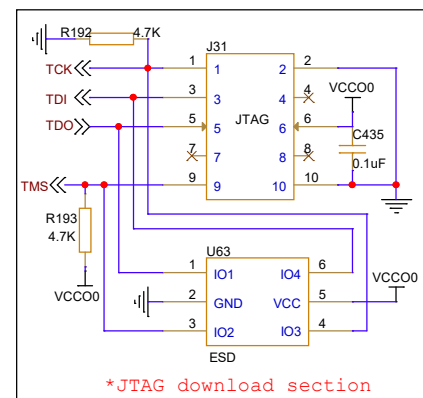 R192 4.7K
J31
TCK 1 1 2 2
VCCO0
TDI 3 3 4 4
TDO 5 5 JTAG 6 6
C435
7 7 8 8
0.1uF
TMS 9 9 10 10
R193
4.7K
U63
VCCO0
1 IO1 IO4 6
VCCO0
2 GND VCC 5
3 IO2 IO3 4
ESD
*JTAG download section